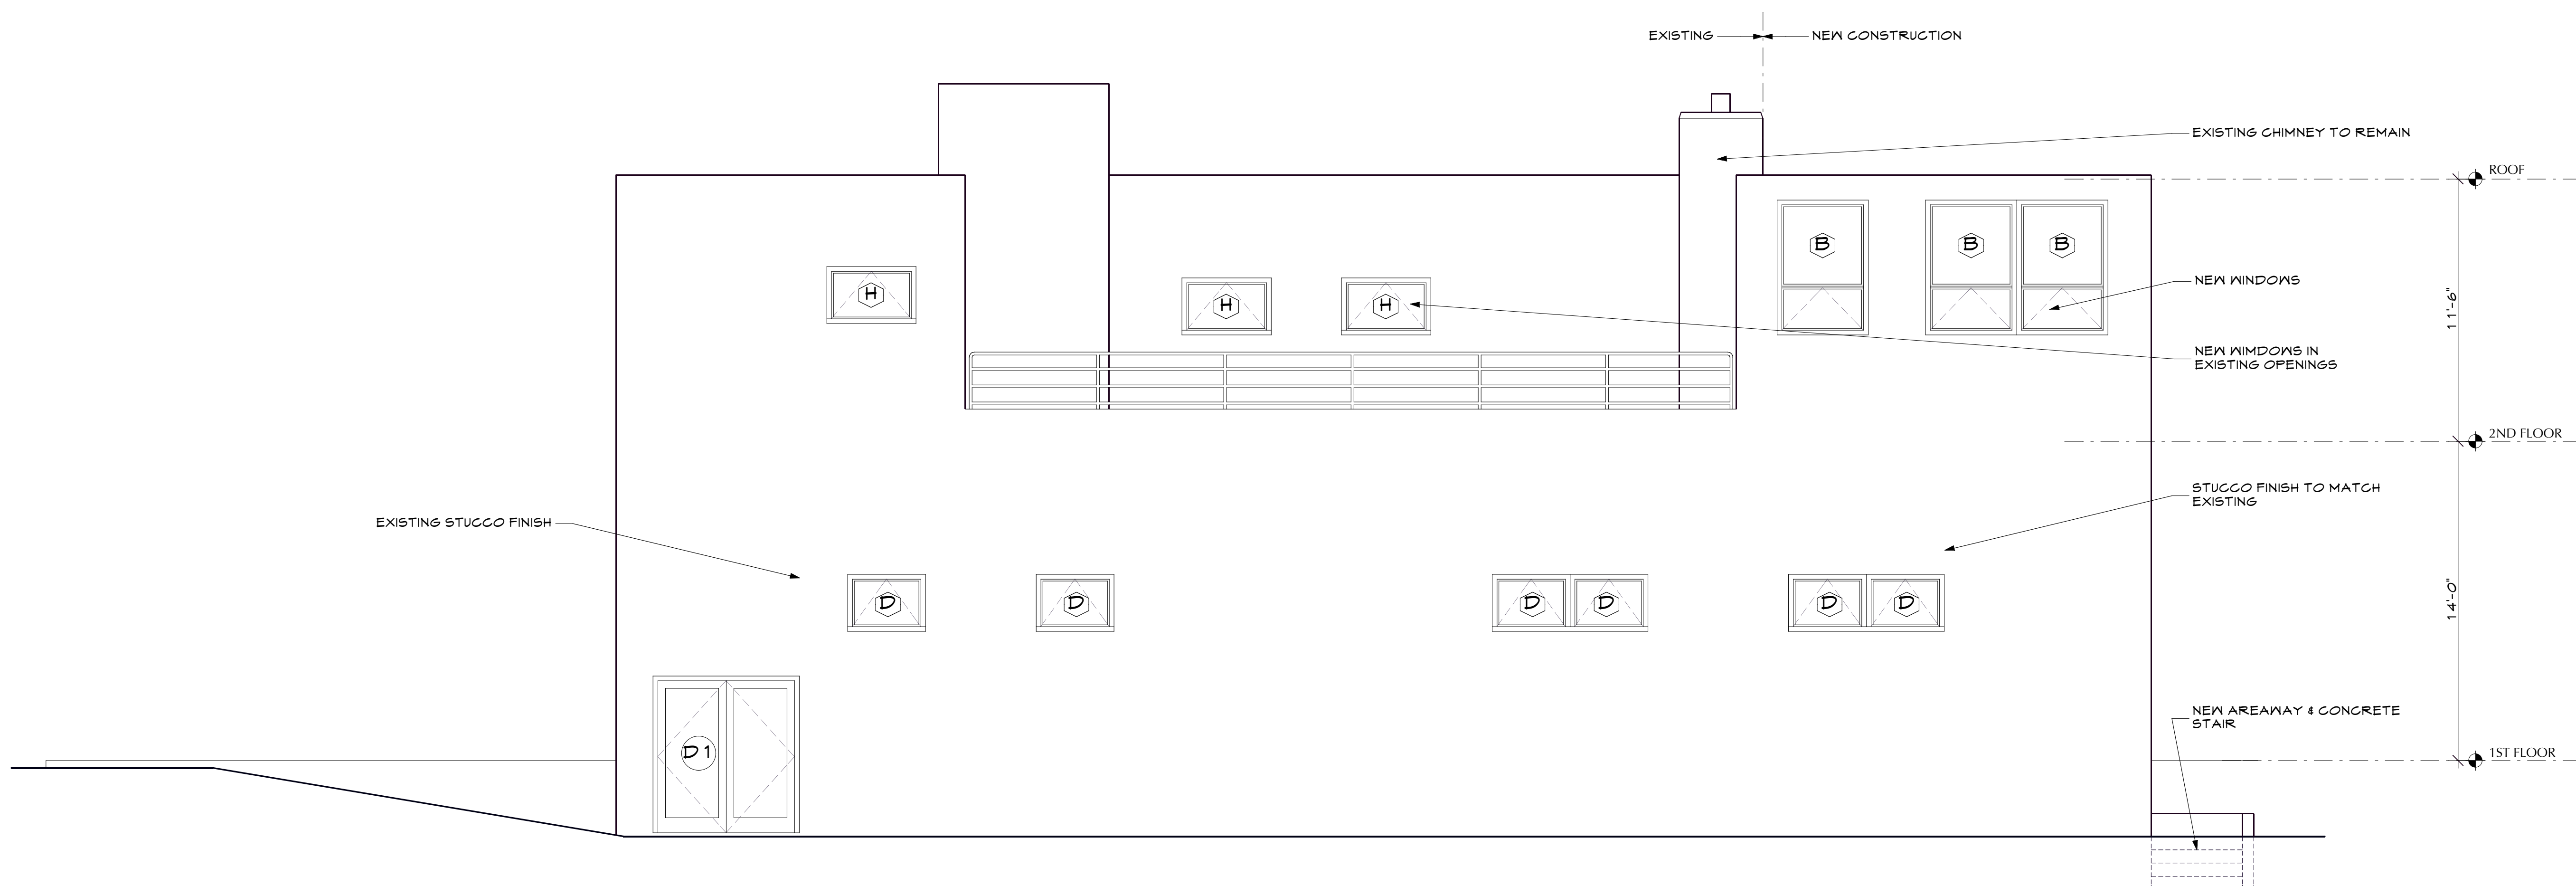 EXISTING
NEW CONSTRUCTION
EXISTING CHIMNEY TO REMAIN
ROOF
H
H
H
B
B
B
NEW WINDOWS
11'-6"
NEW WIMDOWS IN
EXISTING OPENINGS
2ND FLOOR
STUCCO FINISH TO MATCH
EXISTING
EXISTING STUCCO FINISH
D
D
D
D
D
D
14'-0"
NEW AREAWAY & CONCRETE
STAIR
D1
1ST FLOOR